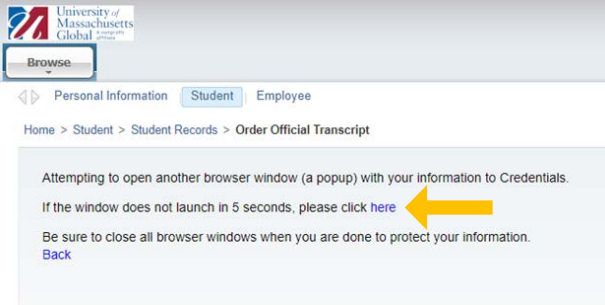 University of
Massachusetts
Global A nonprofit
affiliate
Browse
Personal Information Student Employee
Home > Student > Student Records > Order Official Transcript
Attempting to open another browser window (a popup) with your information to Credentials.
If the window does not launch in 5 seconds, please click here
Be sure to close all browser windows when you are done to protect your information.
Back